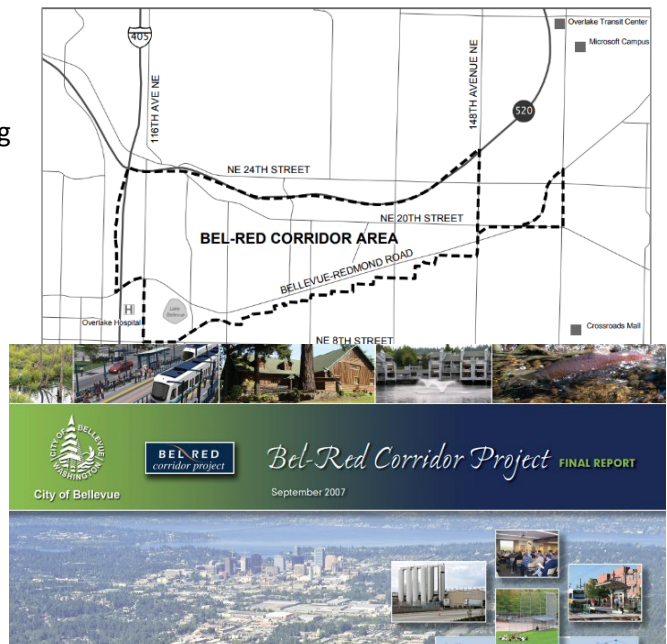 Overlake Transit Center
Microsoft Campus
405
116TH AVE NE
148TH AVENUE NE
520
g
NE 24TH STREET
NE 20TH STREET
BEL-RED CORRIDOR AREA
BELLEVUE-REDMOND ROAD
H
Lake
Bellevue
Overlake Hospital
Crossroads Mall
NE 8TH STREET
CITY OF BELLEVUE
WASHINGTON
City of Bellevue
BEL RED
corridor project
Bel-Red Corridor Project FINAL REPORT
September 2007